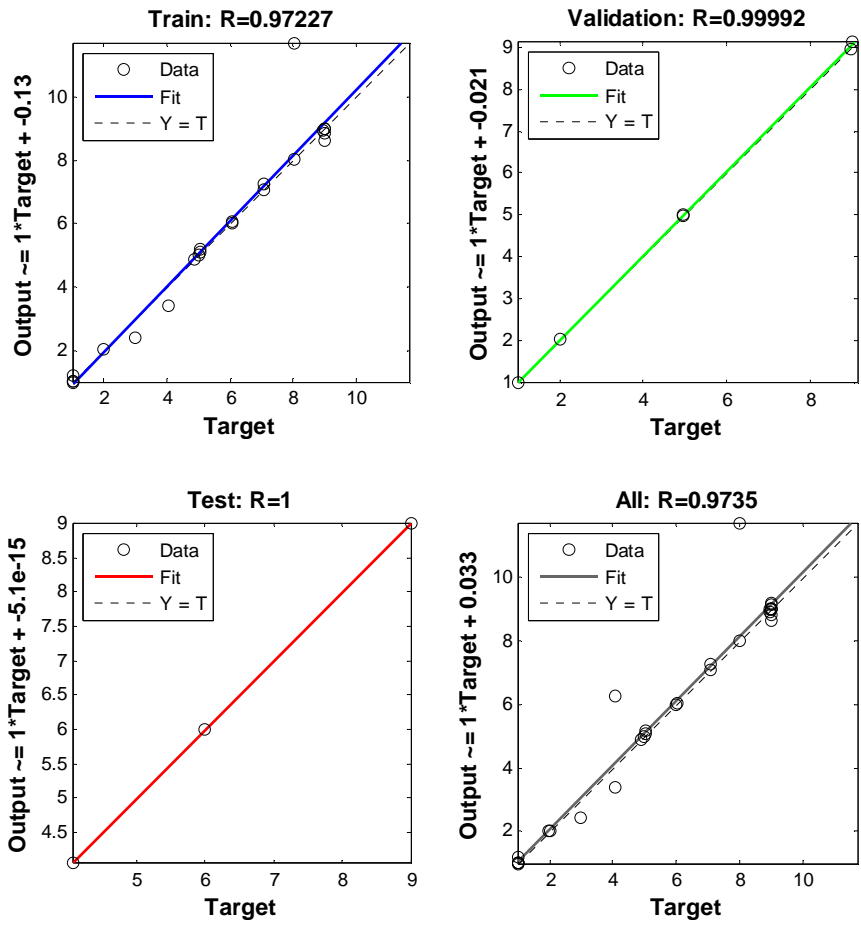 Train: R=0.97227
Output ~= 1*Target + -0.13
Data
Fit
Y = T
10
8
6
4
2
2 4 6 8 10
Target
Validation: R=0.99992
Output ~= 1*Target + -0.021
Data
Fit
Y = T
9
8
7
6
5
4
3
2
1
2 4 6 8
Target
Test: R=1
Output ~= 1*Target + -5.1e-15
Data
Fit
Y = T
9
8.5
8
7.5
7
6.5
6
5.5
5
4.5
5 6 7 8 9
Target
All: R=0.9735
Output ~= 1*Target + 0.033
Data
Fit
Y = T
10
8
6
4
2
2 4 6 8 10
Target